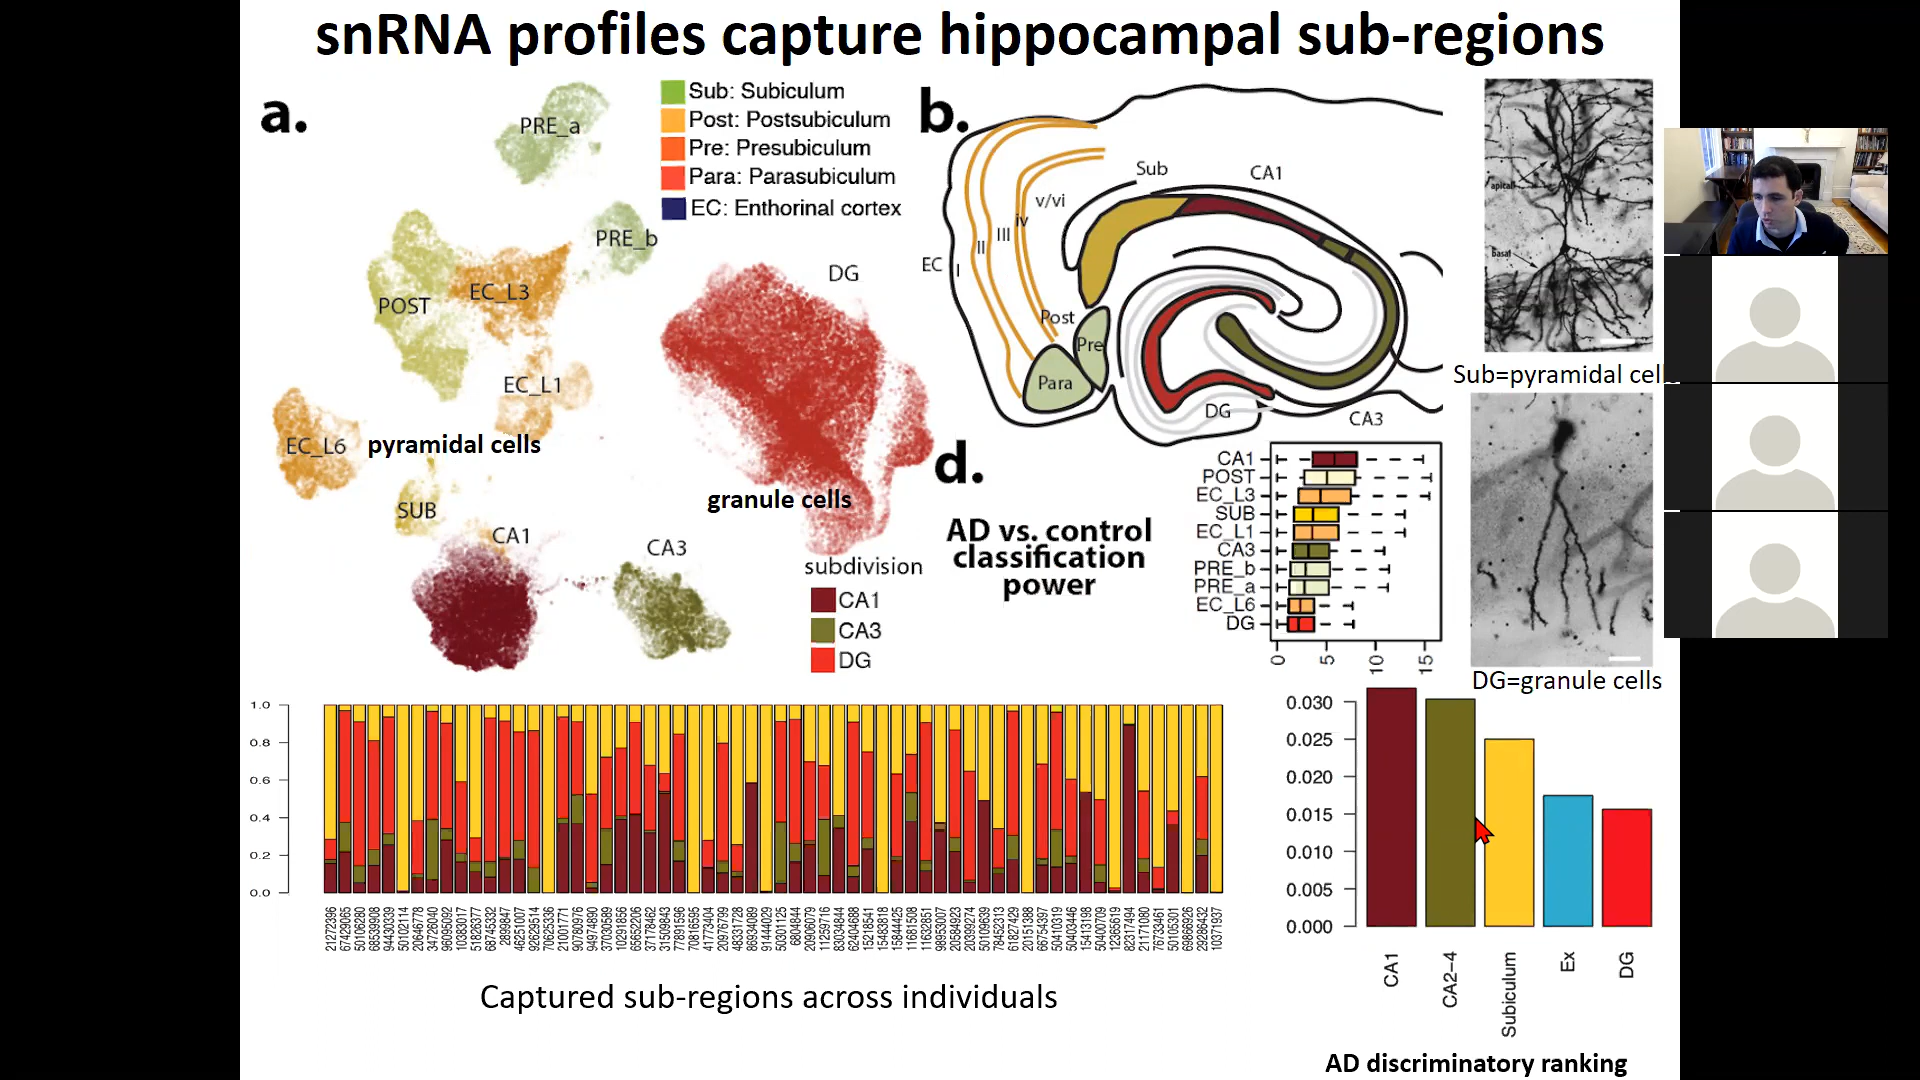 snRNA profiles capture hippocampal sub-regions
a.
PRE_a
Sub: Subiculum
Post: Postsubiculum
Pre: Presubiculum
Para: Parasubiculum
EC: Enthorinal cortex
PRE_b
POST
EC_L3
DG
EC_L1
EC_L6
pyramidal cells
granule cells
SUB
CA1
CA3
subdivision
CA1
CA3
DG
b.
Sub
CA1
v/vi
iv
III
II
I
EC
Post
Pre
Para
DG
CA3
apical
basal
Sub=pyramidal cell
DG=granule cells
d.
AD vs. control
classification
power
CA1
POST
EC_L3
SUB
EC_L1
CA3
PRE_b
PRE_a
EC_L6
DG
0 5 10 15
1.0
0.8
0.6
0.4
0.2
0.0
Captured sub-regions across individuals
0.030
0.025
0.020
0.015
0.010
0.005
0.000
CA1
CA2-4
Subiculum
Ex
DG
AD discriminatory ranking